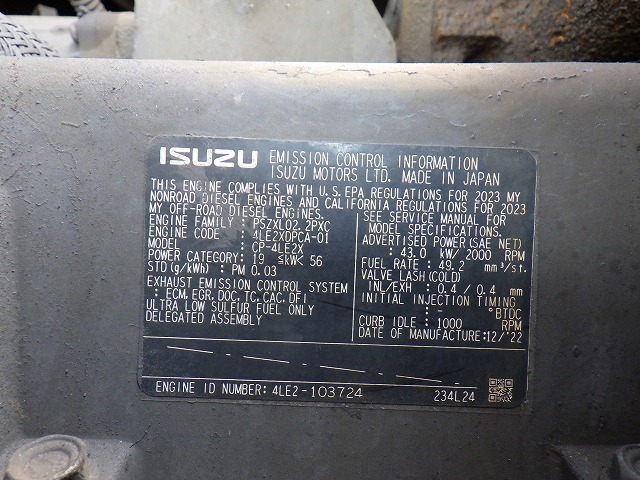 ISUZU EMISSION CONTROL INFORMATION
ISUZU MOTORS LTD. MADE IN JAPAN
THIS ENGINE COMPLIES WITH U.S. EPA REGULATIONS FOR 2023 MY
NONROAD DIESEL ENGINES AND CALIFORNIA REGULATIONS FOR 2023
MY OFF-ROAD DIESEL ENGINES.
ENGINE FAMILY : PSZXL02.2PXC
ENGINE CODE : 4LE2XDPCA-01
MODEL : CP-4LE2X
POWER CATEGORY : 19 ≤kW< 56
STD (g/kWh) : PM 0.03
EXHAUST EMISSION CONTROL SYSTEM
: ECM, EGR, DOC, TC, CAC, DFI
ULTRA LOW SULFUR FUEL ONLY
DELEGATED ASSEMBLY
SEE SERVICE MANUAL FOR
MODEL SPECIFICATIONS.
ADVERTISED POWER (SAE NET)
: 43.0 kW/ 2000 RPM
FUEL RATE : 49.2 mm³/st.
VALVE LASH (COLD)
INL/EXH : 0.4 / 0.4 mm
INITIAL INJECTION TIMING
: - °BTDC
CURB IDLE : 1000 RPM
DATE OF MANUFACTURE:12/'22
ENGINE ID NUMBER: 4LE2-103724
234L24